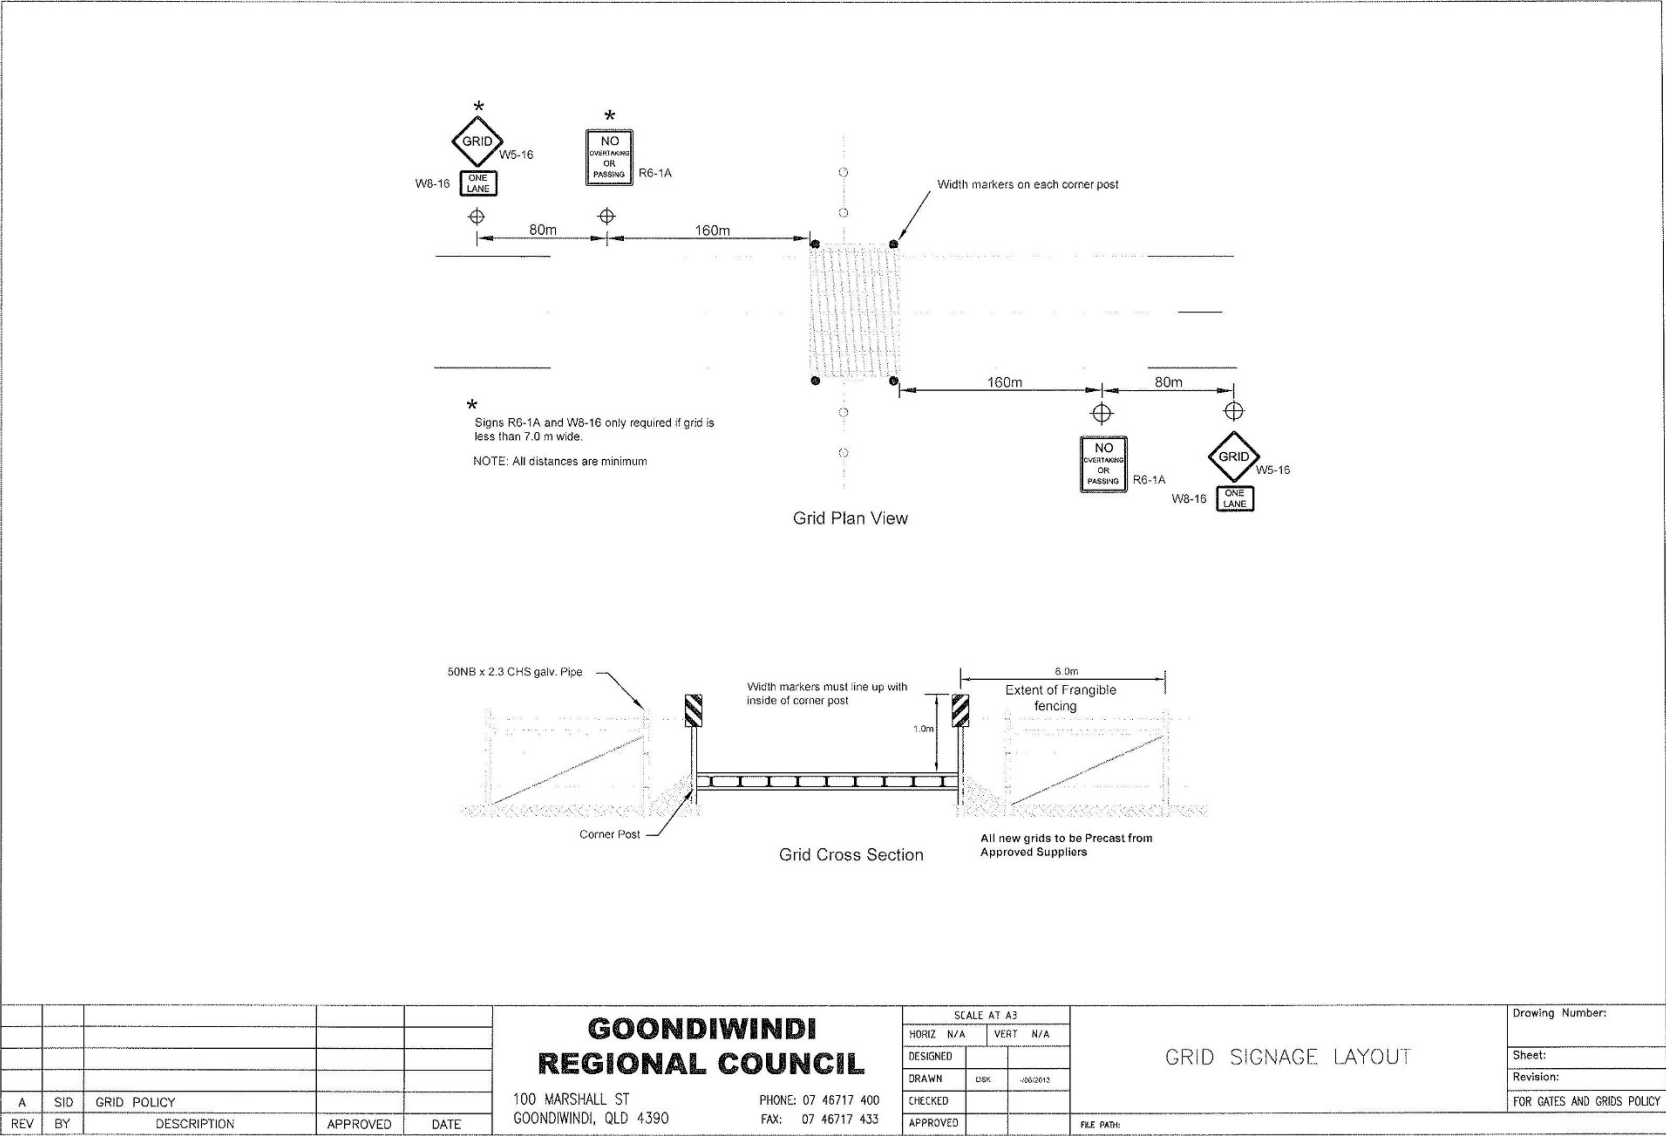 *
GRID
W5-16
W8-16
ONE
LANE
*
NO
OVERTAKING
OR
PASSING
R6-1A
80m
160m
Width markers on each corner post
160m
80m
*
Signs R6-1A and W8-16 only required if grid is
less than 7.0 m wide.
NOTE: All distances are minimum
NO
OVERTAKING
OR
PASSING
R6-1A
GRID
W5-16
W8-16
ONE
LANE
Grid Plan View
50NB x 2.3 CHS galv. Pipe
Width markers must line up with
inside of corner post
6.0m
Extent of Frangible
fencing
1.0m
Corner Post
Grid Cross Section
All new grids to be Precast from
Approved Suppliers
A SID GRID POLICY
REV BY DESCRIPTION APPROVED DATE
GOONDIWINDI
REGIONAL COUNCIL
100 MARSHALL ST PHONE: 07 46717 400
GOONDIWINDI, QLD 4390 FAX: 07 46717 433
SCALE AT A3
HORIZ N/A VERT N/A
DESIGNED
DRAWN DSK -/06/2013
CHECKED
APPROVED
GRID SIGNAGE LAYOUT
FILE PATH:
Drawing Number:
Sheet:
Revision:
FOR GATES AND GRIDS POLICY